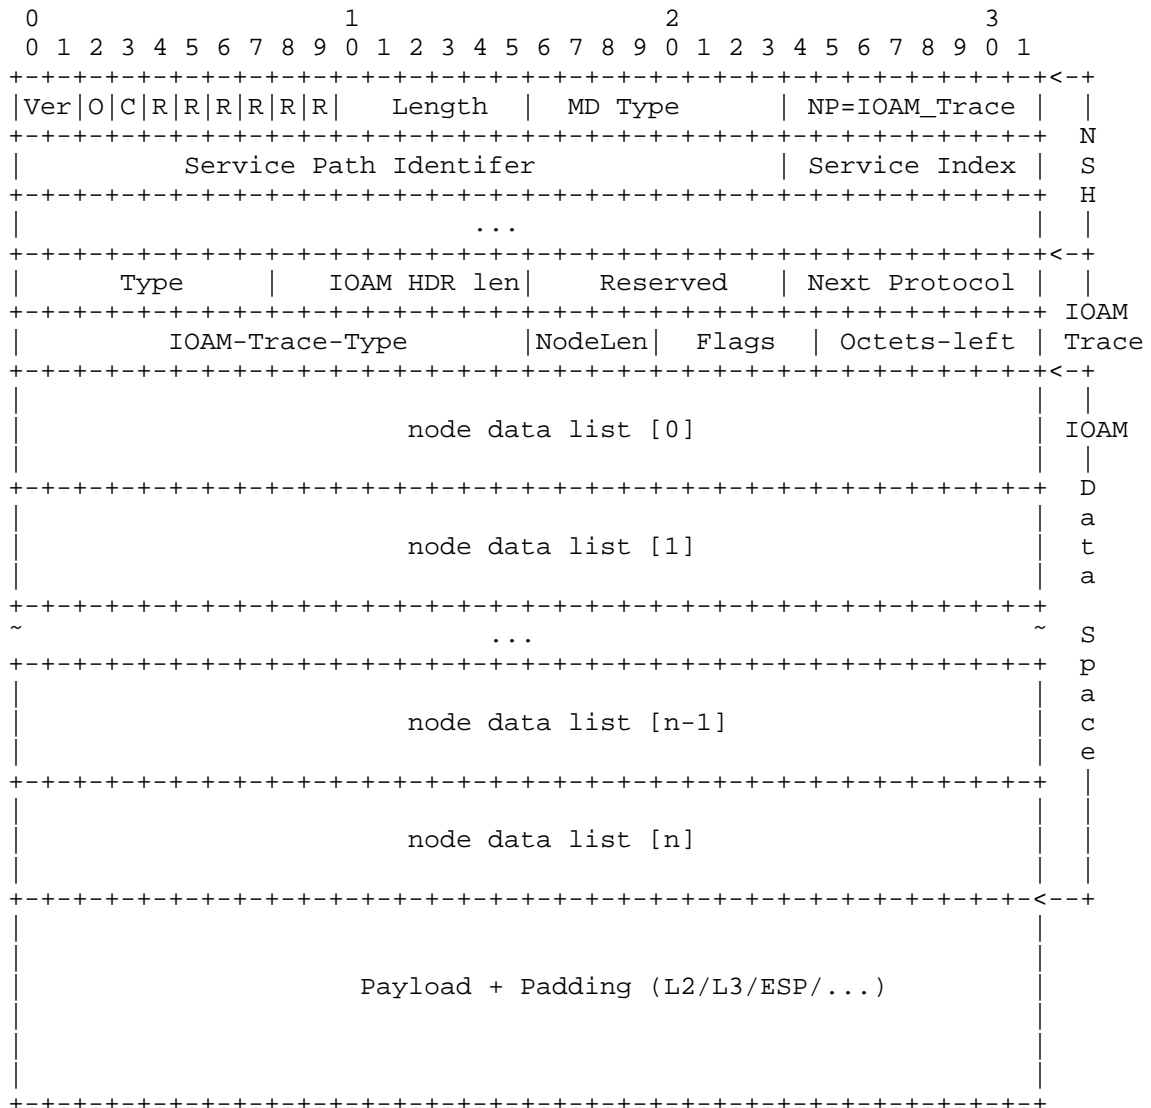 0                   1                   2                   3
 0 1 2 3 4 5 6 7 8 9 0 1 2 3 4 5 6 7 8 9 0 1 2 3 4 5 6 7 8 9 0 1
+-+-+-+-+-+-+-+-+-+-+-+-+-+-+-+-+-+-+-+-+-+-+-+-+-+-+-+-+-+-+-+-+<-+
|Ver|O|C|R|R|R|R|R|R|   Length  |  MD Type      | NP=IOAM_Trace |  |
+-+-+-+-+-+-+-+-+-+-+-+-+-+-+-+-+-+-+-+-+-+-+-+-+-+-+-+-+-+-+-+-+  N
|          Service Path Identifer               | Service Index |  S
+-+-+-+-+-+-+-+-+-+-+-+-+-+-+-+-+-+-+-+-+-+-+-+-+-+-+-+-+-+-+-+-+  H
|                            ...                                |  |
+-+-+-+-+-+-+-+-+-+-+-+-+-+-+-+-+-+-+-+-+-+-+-+-+-+-+-+-+-+-+-+-+<-+
|      Type     |   IOAM HDR len|    Reserved   | Next Protocol |  |
+-+-+-+-+-+-+-+-+-+-+-+-+-+-+-+-+-+-+-+-+-+-+-+-+-+-+-+-+-+-+-+-+ IOAM
|         IOAM-Trace-Type       |NodeLen|  Flags  | Octets-left | Trace
+-+-+-+-+-+-+-+-+-+-+-+-+-+-+-+-+-+-+-+-+-+-+-+-+-+-+-+-+-+-+-+-+<-+
|                                                               |  |
|                        node data list [0]                     | IOAM
|                                                               |  |
+-+-+-+-+-+-+-+-+-+-+-+-+-+-+-+-+-+-+-+-+-+-+-+-+-+-+-+-+-+-+-+-+  D
|                                                               |  a
|                        node data list [1]                     |  t
|                                                               |  a
+-+-+-+-+-+-+-+-+-+-+-+-+-+-+-+-+-+-+-+-+-+-+-+-+-+-+-+-+-+-+-+-+
~                             ...                               ~  S
+-+-+-+-+-+-+-+-+-+-+-+-+-+-+-+-+-+-+-+-+-+-+-+-+-+-+-+-+-+-+-+-+  p
|                                                               |  a
|                        node data list [n-1]                   |  c
|                                                               |  e
+-+-+-+-+-+-+-+-+-+-+-+-+-+-+-+-+-+-+-+-+-+-+-+-+-+-+-+-+-+-+-+-+  |
|                                                               |  |
|                        node data list [n]                     |  |
|                                                               |  |
+-+-+-+-+-+-+-+-+-+-+-+-+-+-+-+-+-+-+-+-+-+-+-+-+-+-+-+-+-+-+-+-<--+
|                                                               |
|                                                               |
|                     Payload + Padding (L2/L3/ESP/...)         |
|                                                               |
|                                                               |
|                                                               |
+-+-+-+-+-+-+-+-+-+-+-+-+-+-+-+-+-+-+-+-+-+-+-+-+-+-+-+-+-+-+-+-+